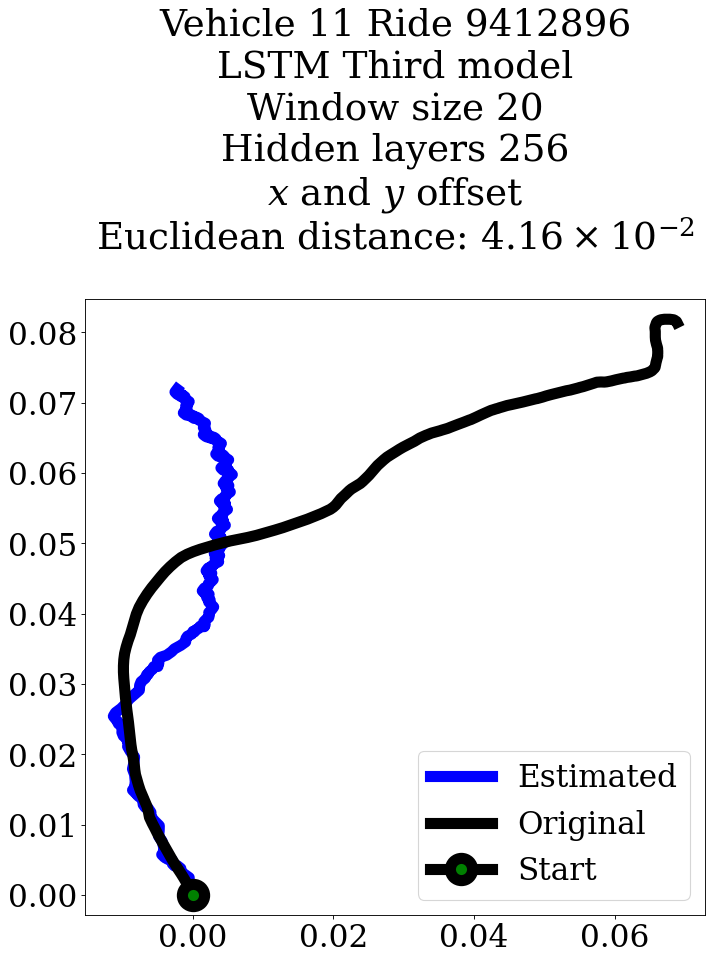 Vehicle 11 Ride 9412896
LSTM Third model
Window size 20
Hidden layers 256
x and y offset
Euclidean distance: 4.16 × 10⁻²
0.08
0.07
0.06
0.05
0.04
0.03
0.02
0.01
0.00
Estimated
Original
Start
0.00 0.02 0.04 0.06